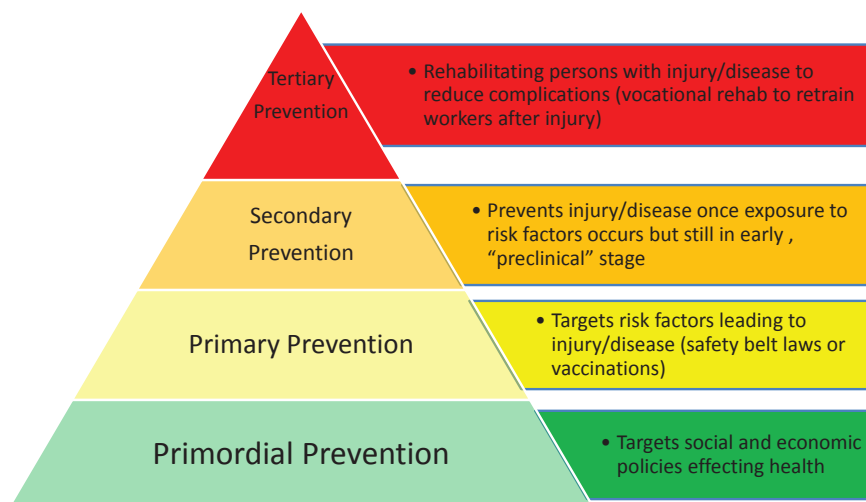 Tertiary
Prevention
• Rehabilitating persons with injury/disease to
reduce complications (vocational rehab to retrain
workers after injury)
Secondary
Prevention
• Prevents injury/disease once exposure to
risk factors occurs but still in early ,
“preclinical” stage
Primary Prevention
• Targets risk factors leading to
injury/disease (safety belt laws or
vaccinations)
Primordial Prevention
• Targets social and economic
policies effecting health